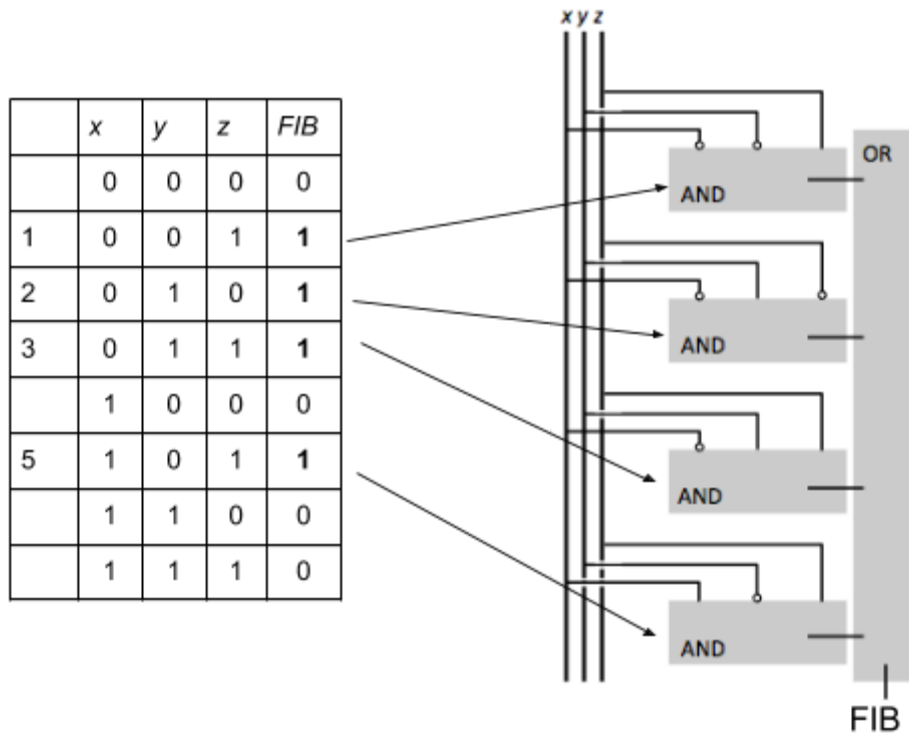 x y z
x y z FIB
0 0 0 0
1 0 0 1 1
2 0 1 0 1
3 0 1 1 1
1 0 0 0
5 1 0 1 1
1 1 0 0
1 1 1 0
OR
AND
AND
AND
AND
FIB